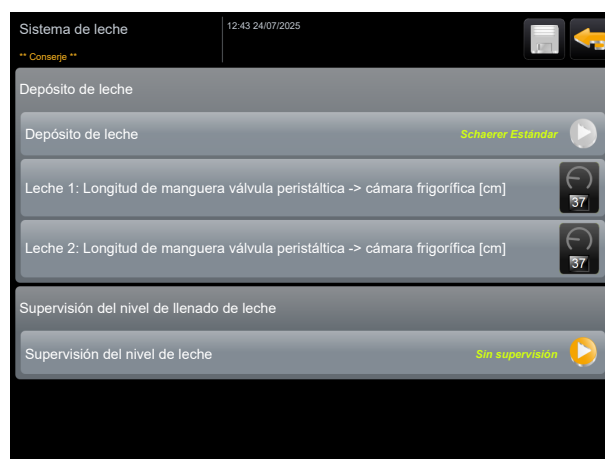 Sistema de leche
12:43 24/07/2025
** Conserje **
Depósito de leche
Depósito de leche
Schaerer Estándar
Leche 1: Longitud de manguera válvula peristáltica -> cámara frigorífica [cm]
37
Leche 2: Longitud de manguera válvula peristáltica -> cámara frigorífica [cm]
37
Supervisión del nivel de llenado de leche
Supervisión del nivel de leche
Sin supervisión